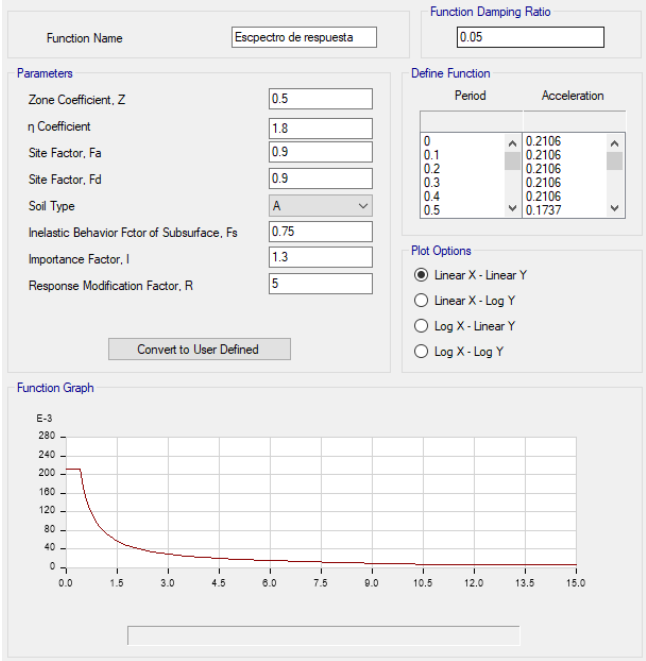 Function Damping Ratio
Function Name
Escpectro de respuesta
0.05
Parameters
Zone Coefficient, Z
0.5
η Coefficient
1.8
Site Factor, Fa
0.9
Site Factor, Fd
0.9
Soil Type
A
Inelastic Behavior Fctor of Subsurface, Fs
0.75
Importance Factor, I
1.3
Response Modification Factor, R
5
Convert to User Defined
Define Function
Period Acceleration
0 0.2106
0.1 0.2106
0.2 0.2106
0.3 0.2106
0.4 0.2106
0.5 0.1737
Plot Options
Linear X - Linear Y
Linear X - Log Y
Log X - Linear Y
Log X - Log Y
Function Graph
E-3
280
240
200
160
120
80
40
0
0.0 1.5 3.0 4.5 6.0 7.5 9.0 10.5 12.0 13.5 15.0